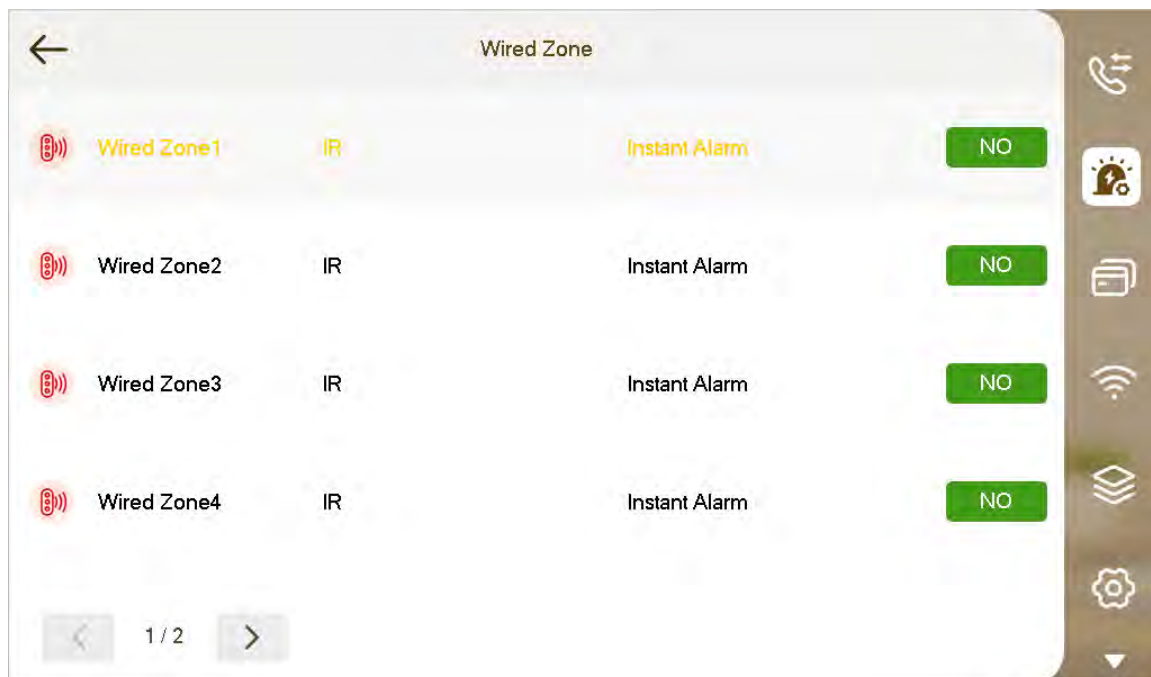 Wired Zone
Wired Zone1 IR Instant Alarm NO
Wired Zone2 IR Instant Alarm NO
Wired Zone3 IR Instant Alarm NO
Wired Zone4 IR Instant Alarm NO
1 / 2